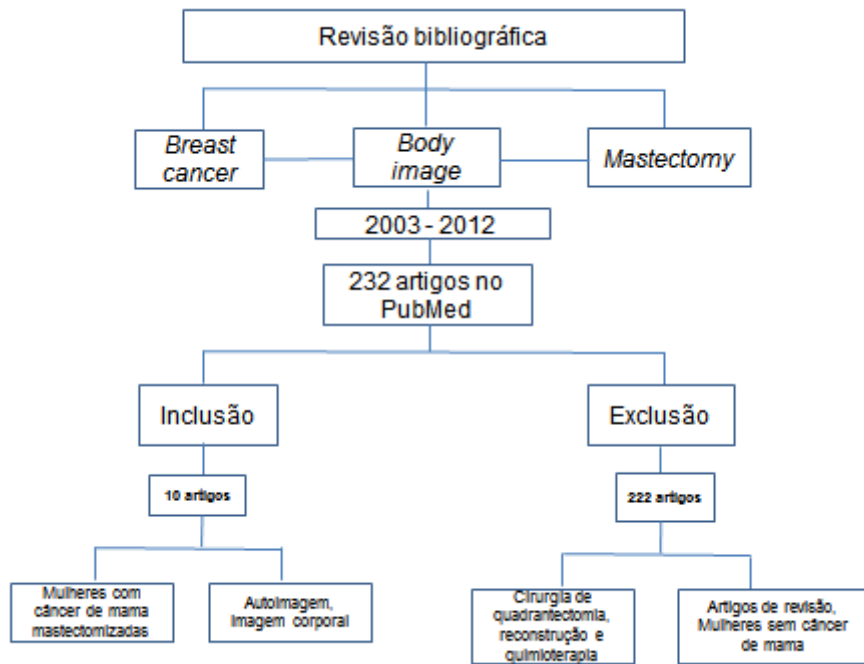 Revisão bibliográfica
Breast
cancer
Body
image
Mastectomy
2003 - 2012
232 artigos no
PubMed
Inclusão
Exclusão
10 artigos
222 artigos
Mulheres com
câncer de mama
mastectomizadas
Autoimagem,
Imagem corporal
Cirurgia de
quadrantectomia,
reconstrução e
quimioterapia
Artigos de revisão,
Mulheres sem câncer
de mama